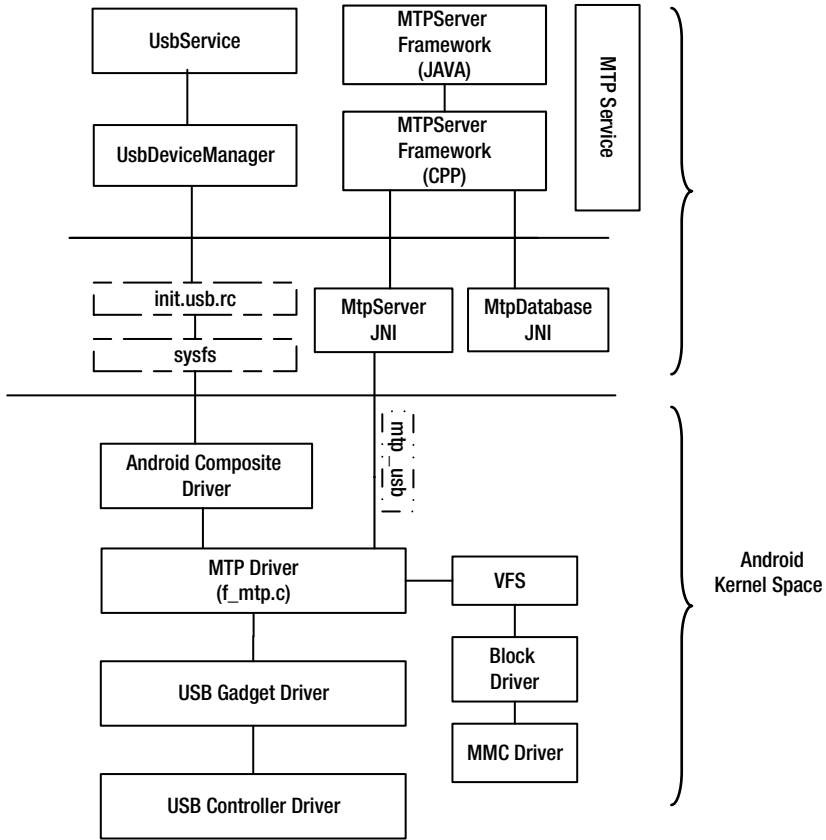 UsbService
MTPServer
Framework
(JAVA)
MTP Service
UsbDeviceManager
MTPServer
Framework
(CPP)
init.usb.rc
MtpServer
JNI
MtpDatabase
JNI
sysfs
mtp_usb
Android Composite
Driver
MTP Driver
(f_mtp.c)
VFS
Android
Kernel Space
Block
Driver
USB Gadget Driver
MMC Driver
USB Controller Driver